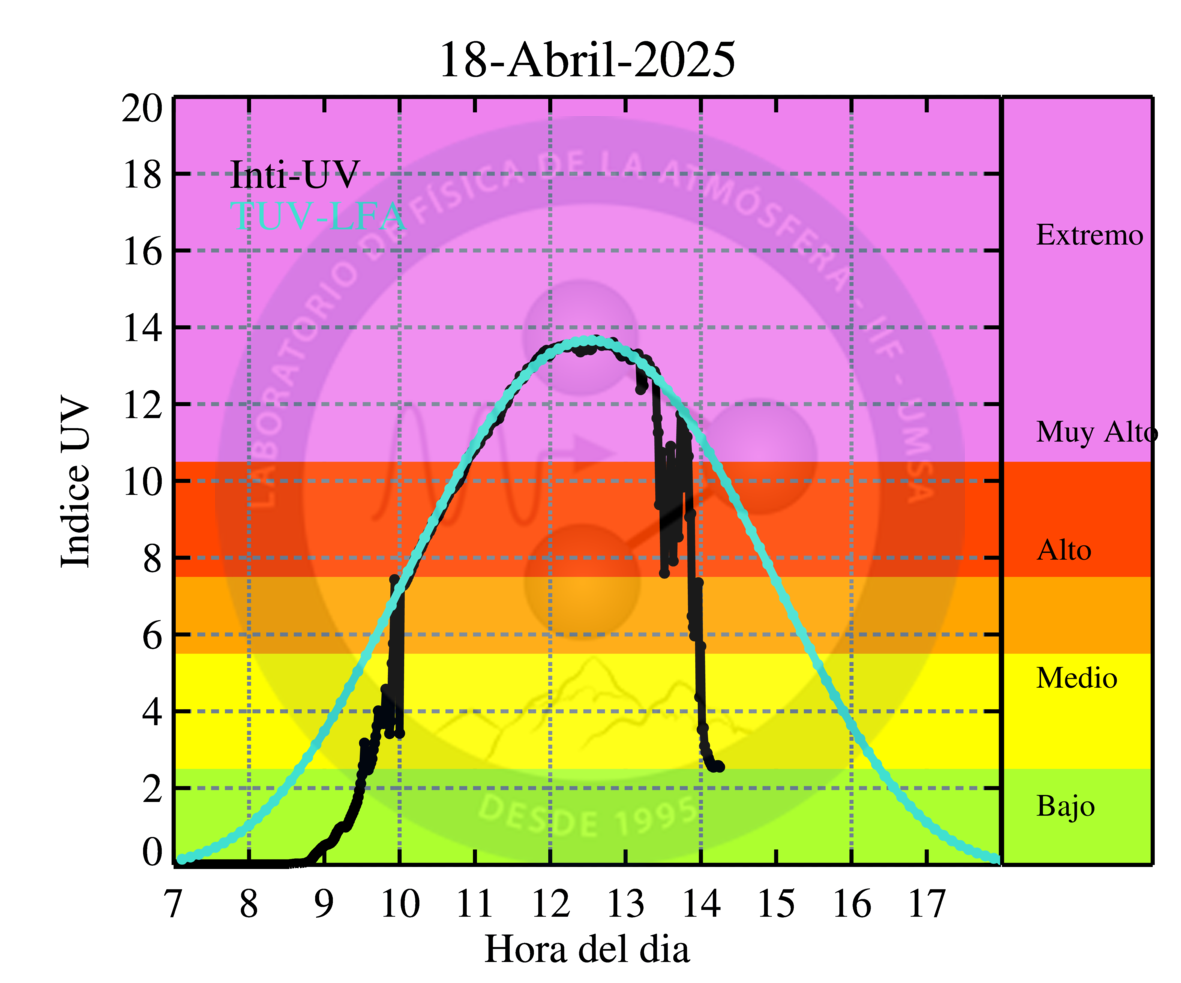 18-Abril-2025
Inti-UV
TUV-LFA
LABORATORIO DE FÍSICA DE LA ATMÓSFERA - IIF - UMSA
DESDE 1995
Indice UV
20
18
16
14
12
10
8
6
4
2
0
Extremo
Muy Alto
Alto
Medio
Bajo
7 8 9 10 11 12 13 14 15 16 17
Hora del dia